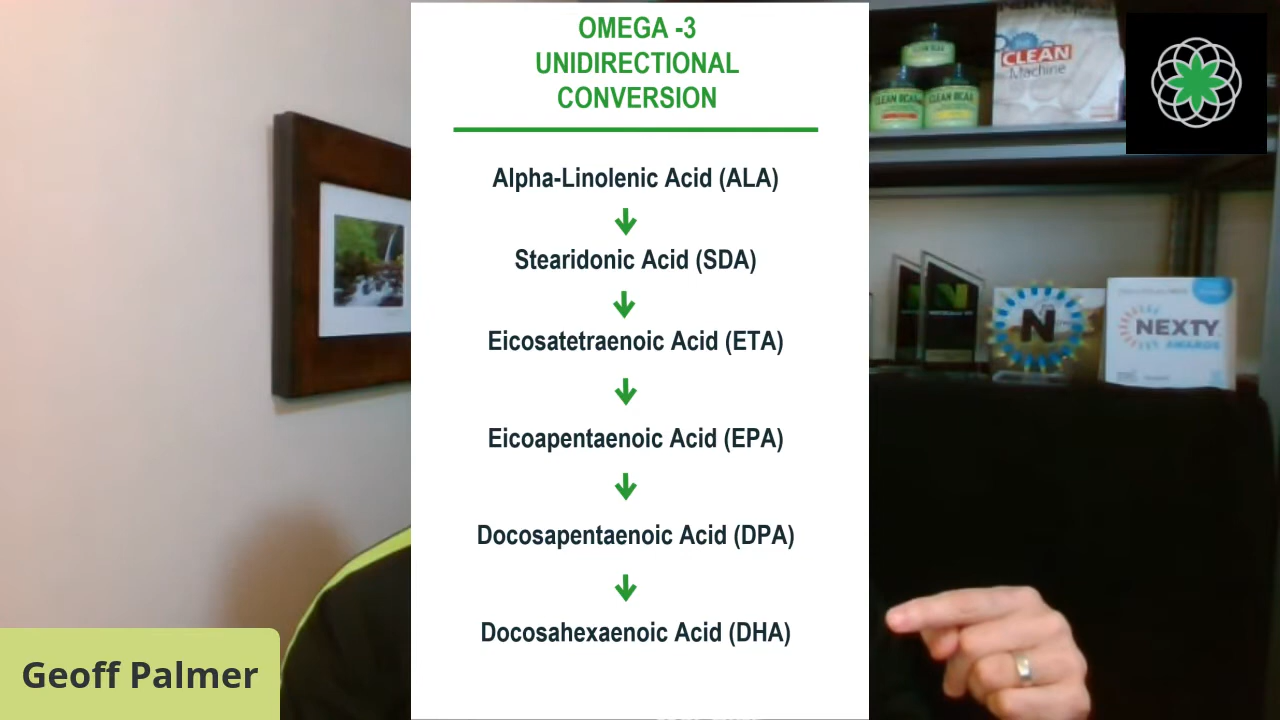 OMEGA -3
UNIDIRECTIONAL
CONVERSION
Alpha-Linolenic Acid (ALA)
Stearidonic Acid (SDA)
Eicosatetraenoic Acid (ETA)
Eicoapentaenoic Acid (EPA)
Docosapentaenoic Acid (DPA)
Docosahexaenoic Acid (DHA)
Geoff Palmer
CLEAN
Machine
CLEAN BCAA
CLEAN BCAA
N
NEXTY
AWARDS